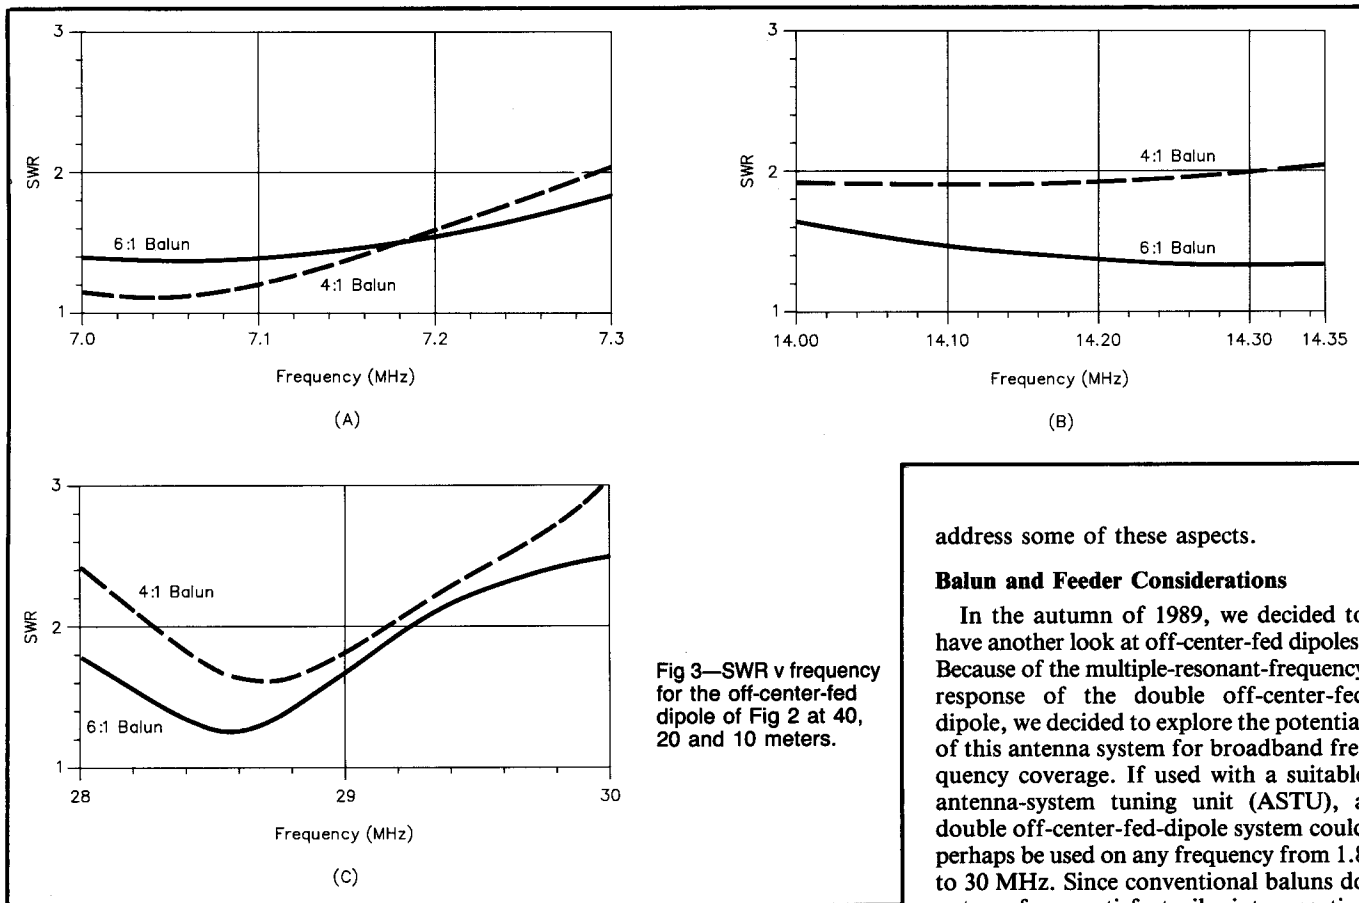 3
2
1
SWR
6:1 Balun
4:1 Balun
7.0
7.1
7.2
7.3
Frequency (MHz)
(A)
3
2
1
SWR
4:1 Balun
6:1 Balun
14.00
14.10
14.20
14.30
14.35
Frequency (MHz)
(B)
3
2
1
SWR
4:1 Balun
6:1 Balun
28
29
30
Frequency (MHz)
(C)
Fig 3—SWR v frequency
for the off-center-fed
dipole of Fig 2 at 40,
20 and 10 meters.
address some of these aspects.
Balun and Feeder Considerations
In the autumn of 1989, we decided to
have another look at off-center-fed dipoles
Because of the multiple-resonant-frequency
response of the double off-center-fed
dipole, we decided to explore the potential
of this antenna system for broadband fre
quency coverage. If used with a suitable
antenna-system tuning unit (ASTU), a
double off-center-fed-dipole system could
perhaps be used on any frequency from 1.8
to 30 MHz. Since conventional baluns do